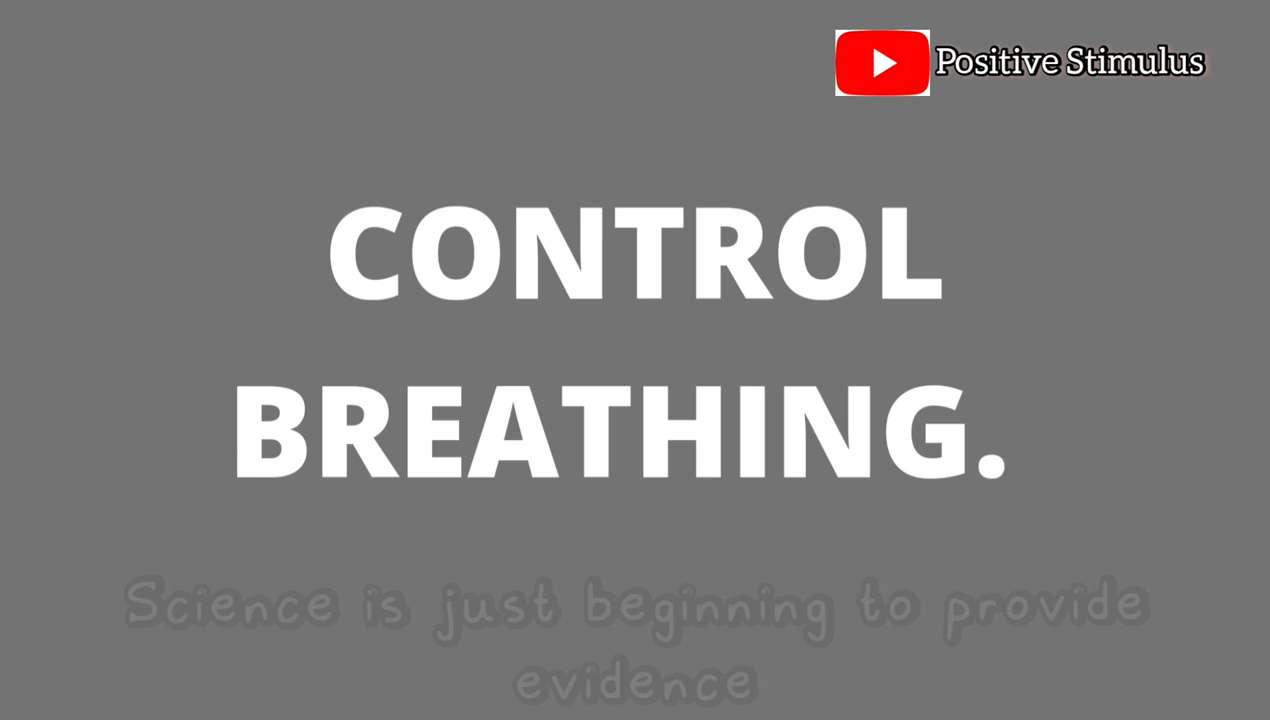 Positive Stimulus
CONTROL
BREATHING.
Science is just beginning to provide
evidence